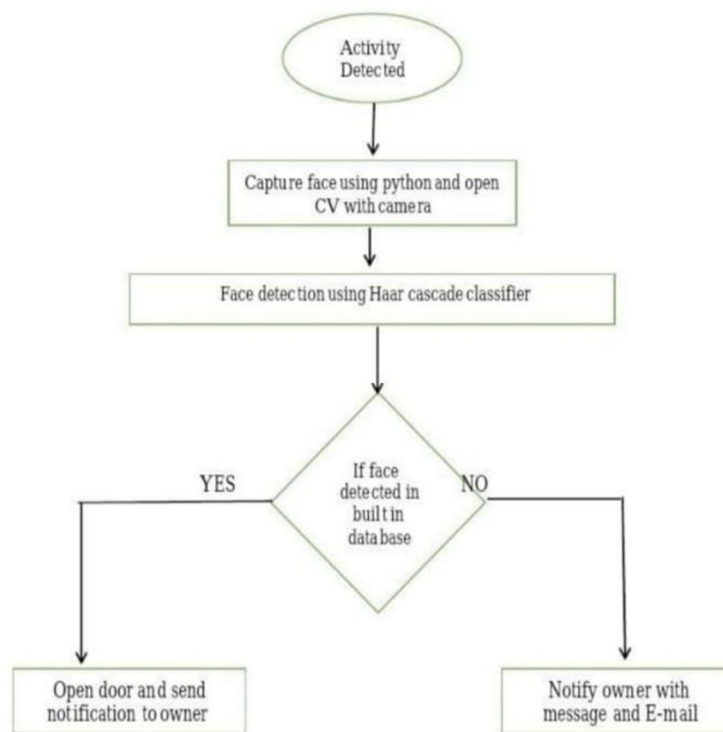 Activity
Detected
Capture face using python and open
CV with camera
Face detection using Haar cascade classifier
If face
detected in
built in
database
YES
NO
Open door and send
notification to owner
Notify owner with
message and E-mail